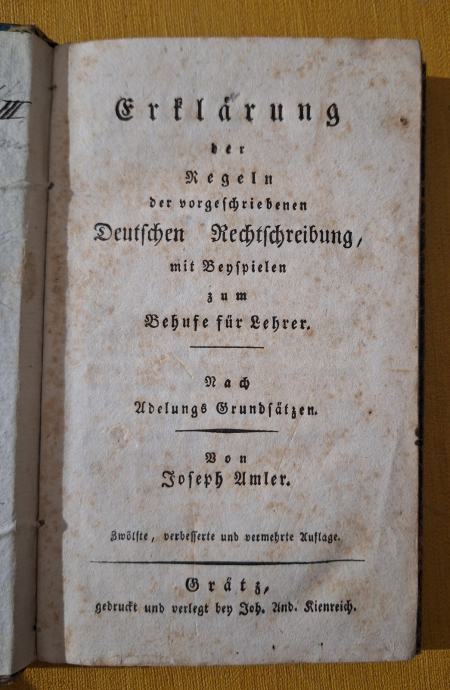 Erklärung
der
Regeln
der vorgeschriebenen
Deutschen Rechtschreibung,
mit Beyspielen
zum
Behufe für Lehrer.
Nach
Adelungs Grundsätzen.
Von
Joseph Amler.
Zwölfte, verbesserte und vermehrte Auflage.
Grätz,
gedruckt und verlegt bey Joh. And. Kienreich.